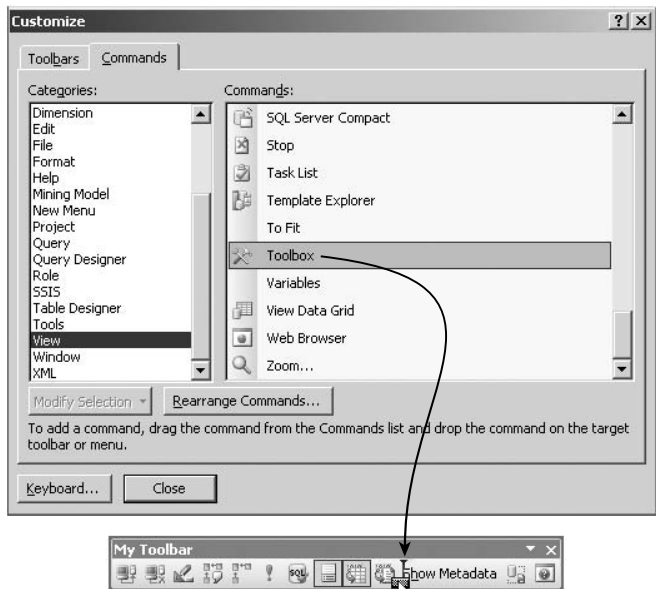 Customize
Toolbars Commands
Categories:
Dimension
Edit
File
Format
Help
Mining Model
New Menu
Project
Query
Query Designer
Role
SSIS
Table Designer
Tools
View
Window
XML
Commands:
SQL Server Compact
Stop
Task List
Template Explorer
To Fit
Toolbox
Variables
View Data Grid
Web Browser
Zoom...
Modify Selection
Rearrange Commands...
To add a command, drag the command from the Commands list and drop the command on the target
toolbar or menu.
Keyboard... Close
My Toolbar
SQL Show Metadata